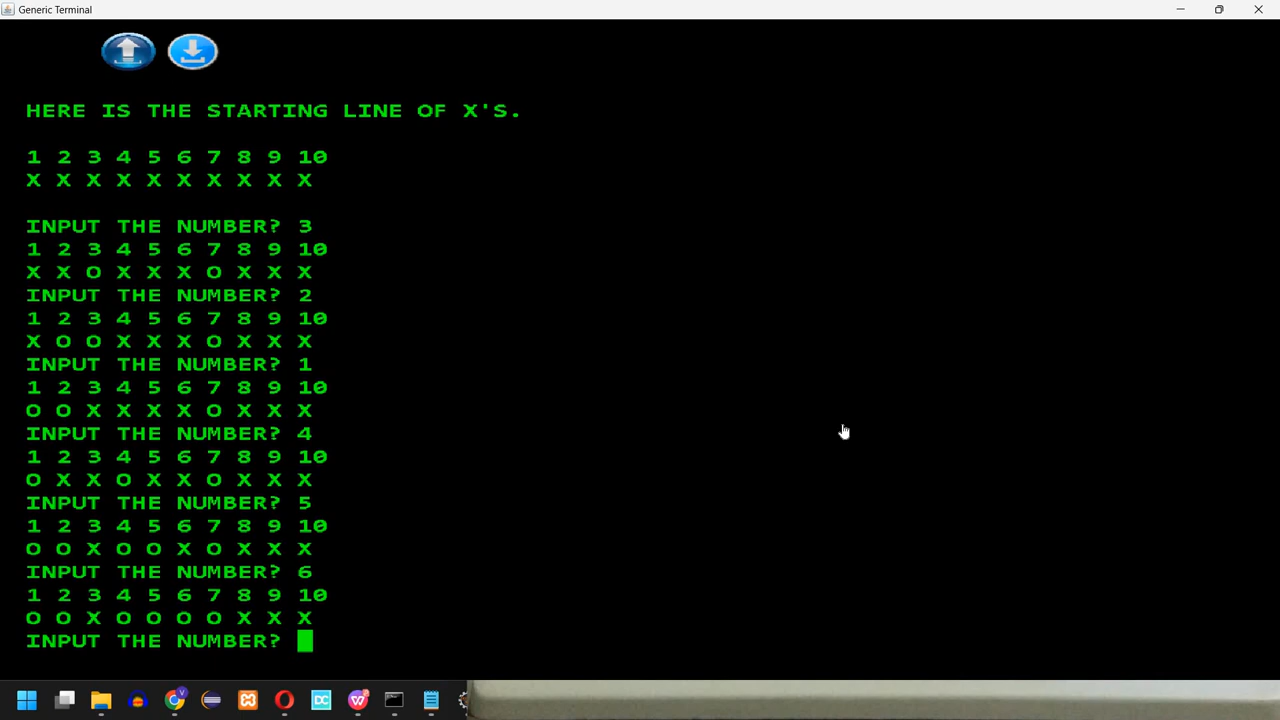 Generic Terminal
HERE IS THE STARTING LINE OF X'S.
1 2 3 4 5 6 7 8 9 10
X X X X X X X X X X
INPUT THE NUMBER? 3
1 2 3 4 5 6 7 8 9 10
X X O X X X O X X X
INPUT THE NUMBER? 2
1 2 3 4 5 6 7 8 9 10
X O O X X X O X X X
INPUT THE NUMBER? 1
1 2 3 4 5 6 7 8 9 10
O O X X X X O X X X
INPUT THE NUMBER? 4
1 2 3 4 5 6 7 8 9 10
O X X O X X O X X X
INPUT THE NUMBER? 5
1 2 3 4 5 6 7 8 9 10
O O X O O X O X X X
INPUT THE NUMBER? 6
1 2 3 4 5 6 7 8 9 10
O O X O O O O X X X
INPUT THE NUMBER?
V DC W